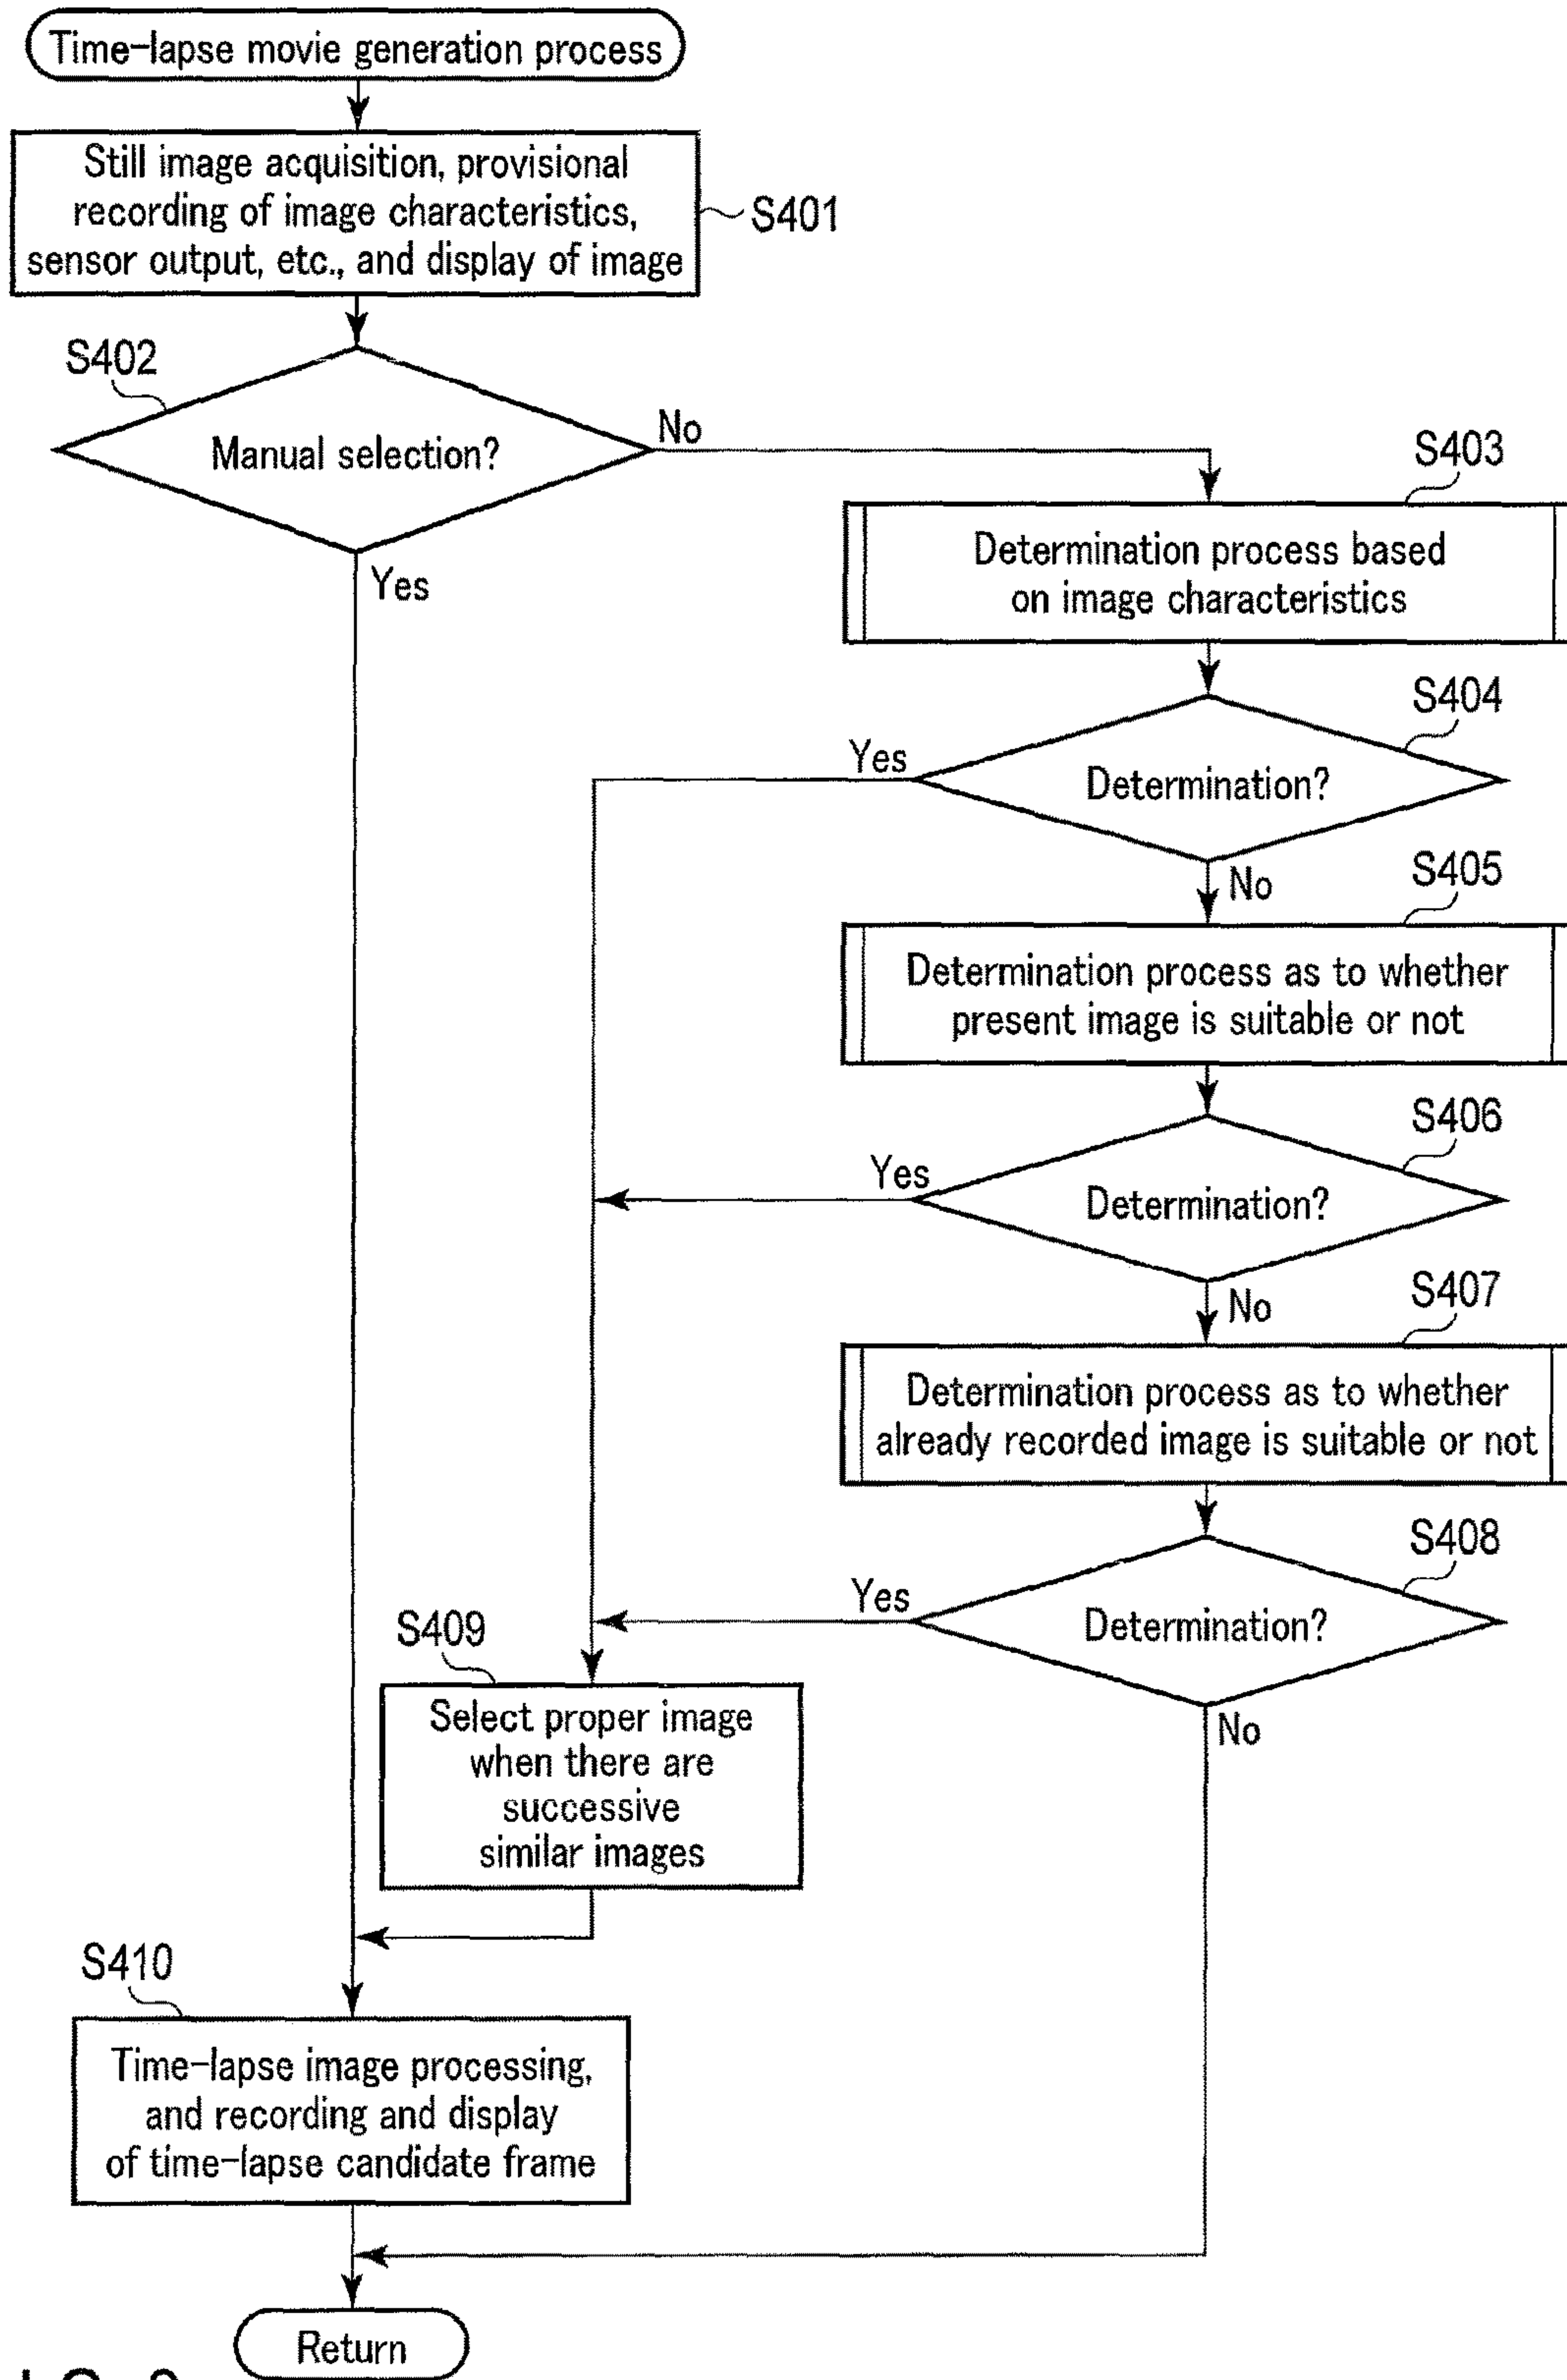 Time-lapse movie generation process
Still image acquisition, provisional
recording of image characteristics,
sensor output, etc., and display of image
S401
S402
Manual selection?
No
Yes
S403
Determination process based
on image characteristics
S404
Yes
Determination?
No
S405
Determination process as to whether
present image is suitable or not
S406
Yes
Determination?
No
S407
Determination process as to whether
already recorded image is suitable or not
S408
Yes
Determination?
No
S409
Select proper image
when there are
successive
similar images
S410
Time-lapse image processing,
and recording and display
of time-lapse candidate frame
Return